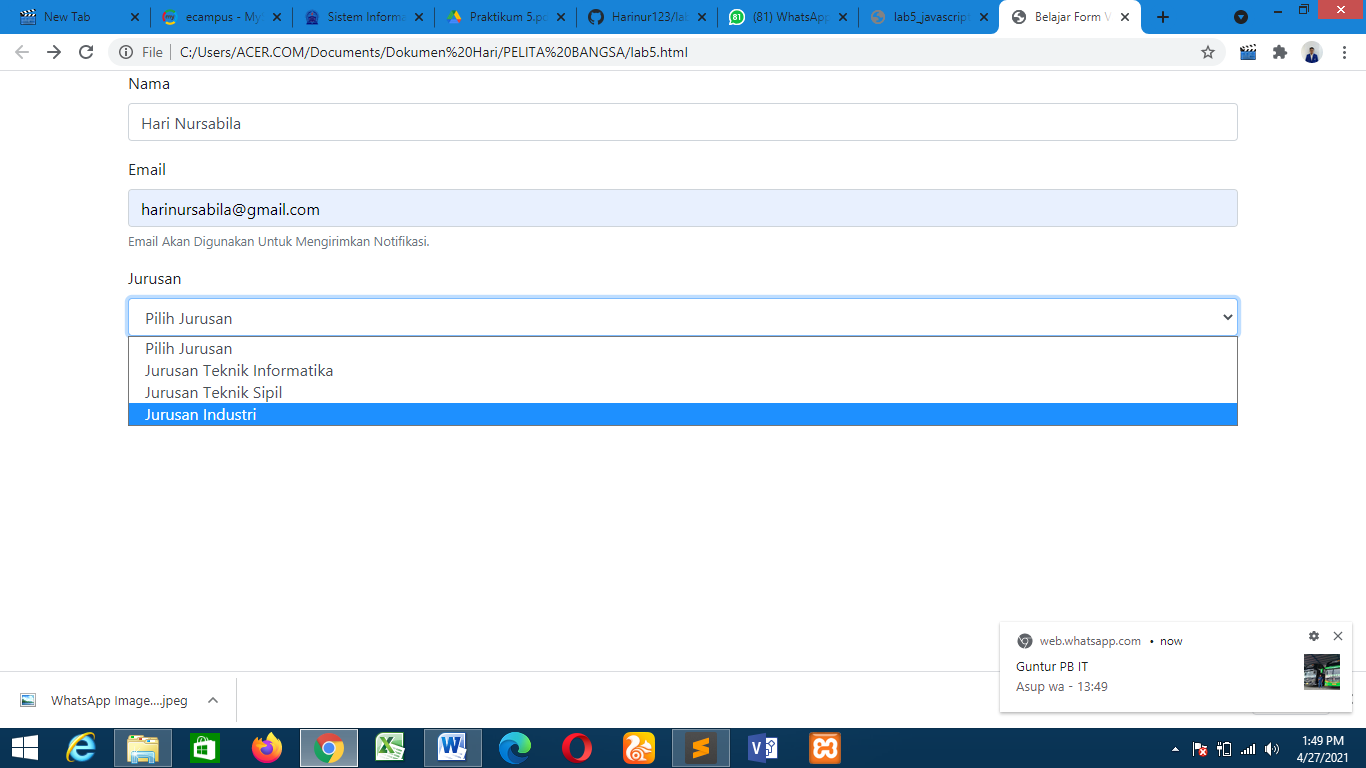 New Tab
ecampus - My
Sistem Informa
Praktikum 5.pd
Harinur123/lab
(81) WhatsApp
lab5_javascript
Belajar Form V
File
C:/Users/ACER.COM/Documents/Dokumen%20Hari/PELITA%20BANGSA/lab5.html
Nama
Hari Nursabila
Email
harinursabila@gmail.com
Email Akan Digunakan Untuk Mengirimkan Notifikasi.
Jurusan
Pilih Jurusan
Pilih Jurusan
Jurusan Teknik Informatika
Jurusan Teknik Sipil
Jurusan Industri
web.whatsapp.com • now
Guntur PB IT
Asup wa - 13:49
WhatsApp Image....jpeg
1:49 PM
4/27/2021